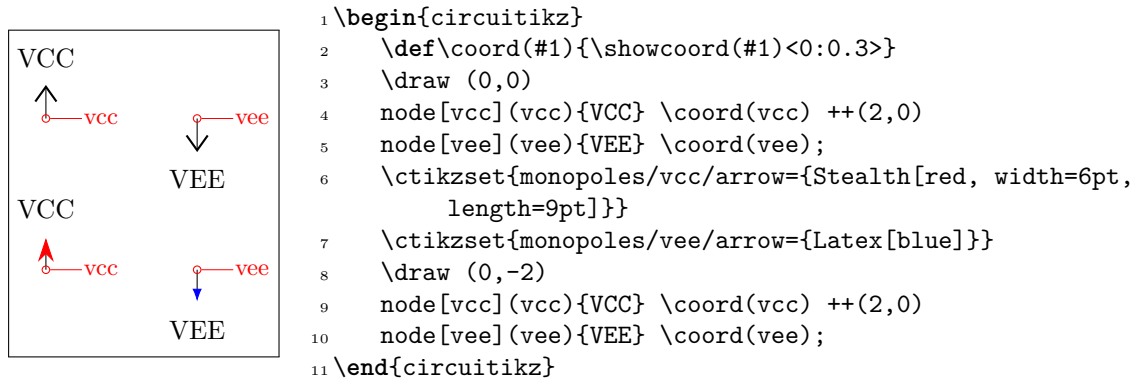 VCC
vcc
vee
VEE
VCC
vcc
vee
VEE
1 \begin{circuitikz}
2 \def\coord(#1){\showcoord(#1)<0:0.3>}
3 \draw (0,0)
4 node[vcc](vcc){VCC} \coord(vcc) ++(2,0)
5 node[vee](vee){VEE} \coord(vee);
6 \ctikzset{monopoles/vcc/arrow={Stealth[red, width=6pt,
length=9pt]}}
7 \ctikzset{monopoles/vee/arrow={Latex[blue]}}
8 \draw (0,-2)
9 node[vcc](vcc){VCC} \coord(vcc) ++(2,0)
10 node[vee](vee){VEE} \coord(vee);
11 \end{circuitikz}